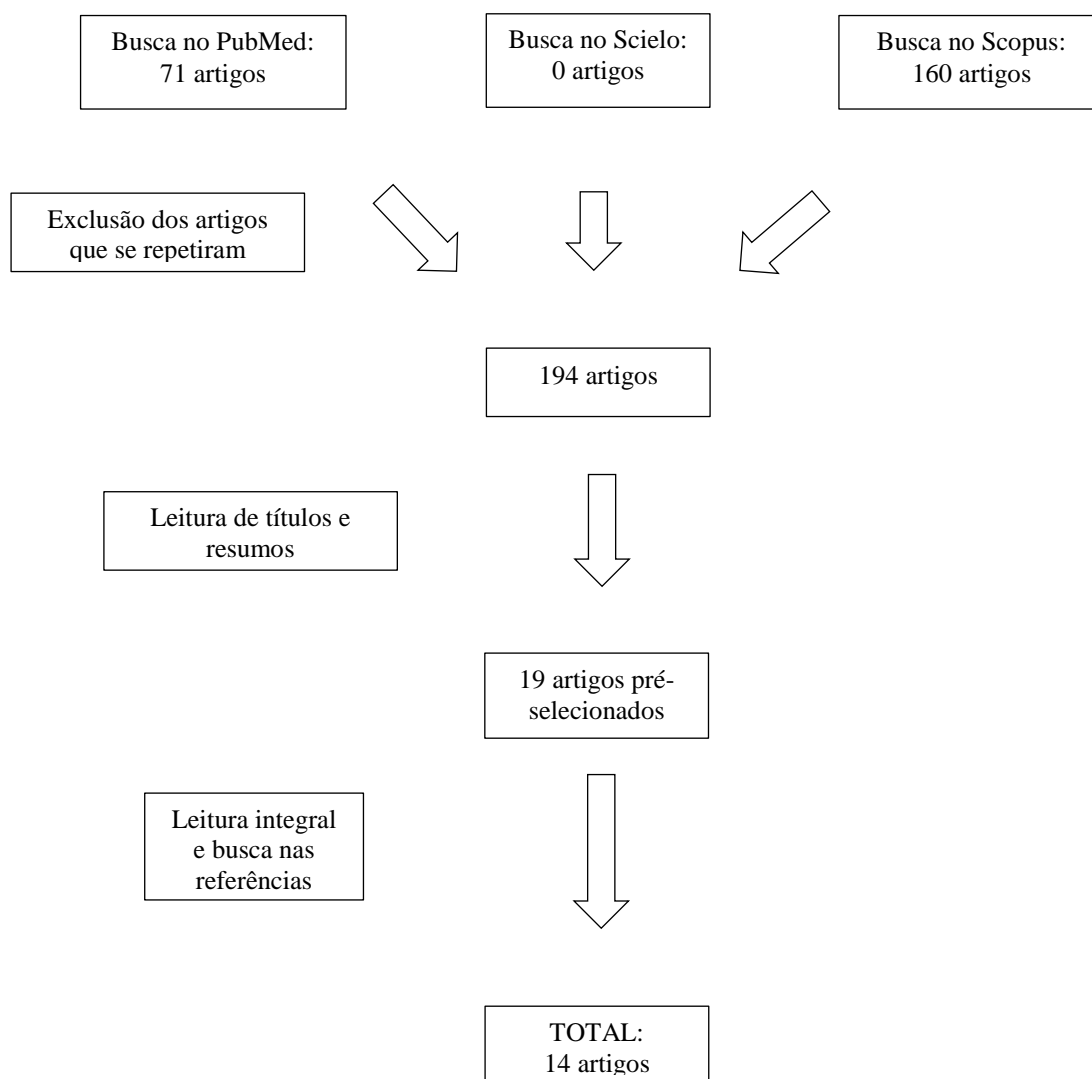 Busca no PubMed:
71 artigos
Busca no Scielo:
0 artigos
Busca no Scopus:
160 artigos
Exclusão dos artigos
que se repetiram
194 artigos
Leitura de títulos e
resumos
19 artigos pré-
selecionados
Leitura integral
e busca nas
referências
TOTAL:
14 artigos